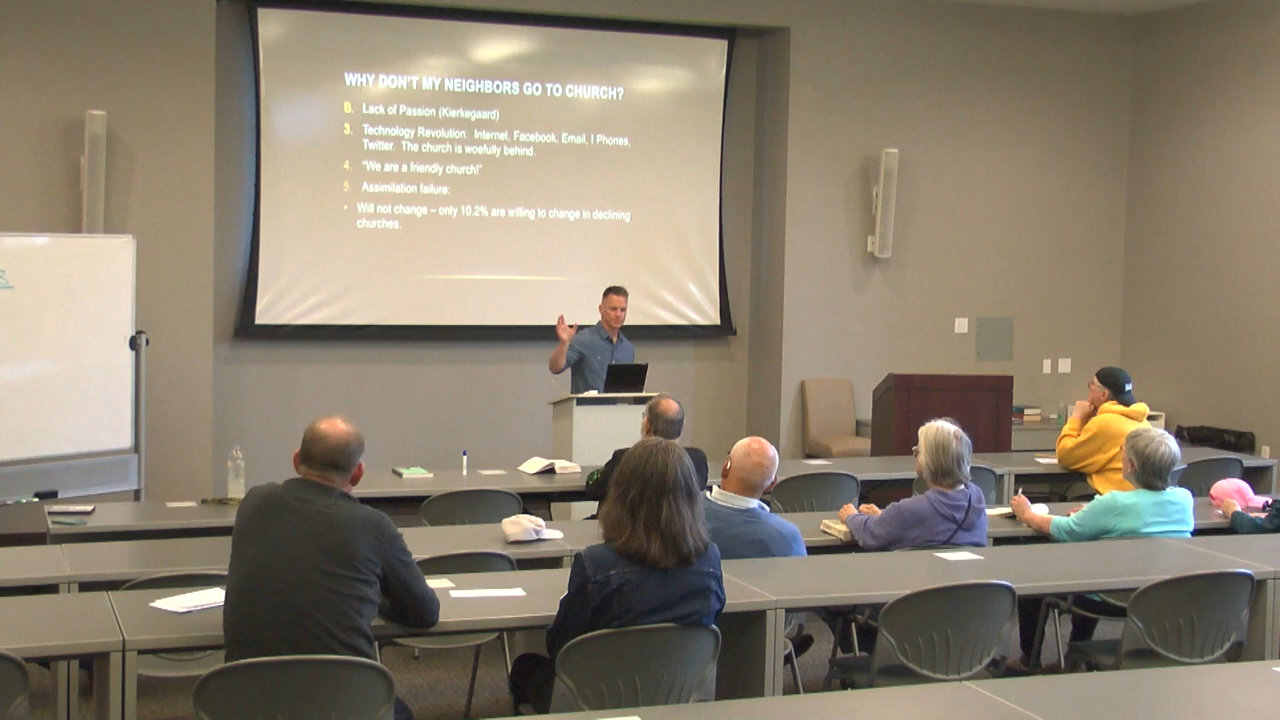 WHY DON'T MY NEIGHBORS GO TO CHURCH?
B. Lack of Passion (Kierkegaard)
3. Technology Revolution: Internet, Facebook, Email, I Phones,
Twitter. The church is woefully behind.
4. "We are a friendly church!"
5. Assimilation failure:
• Will not change – only 10.2% are willing to change in declining
churches.